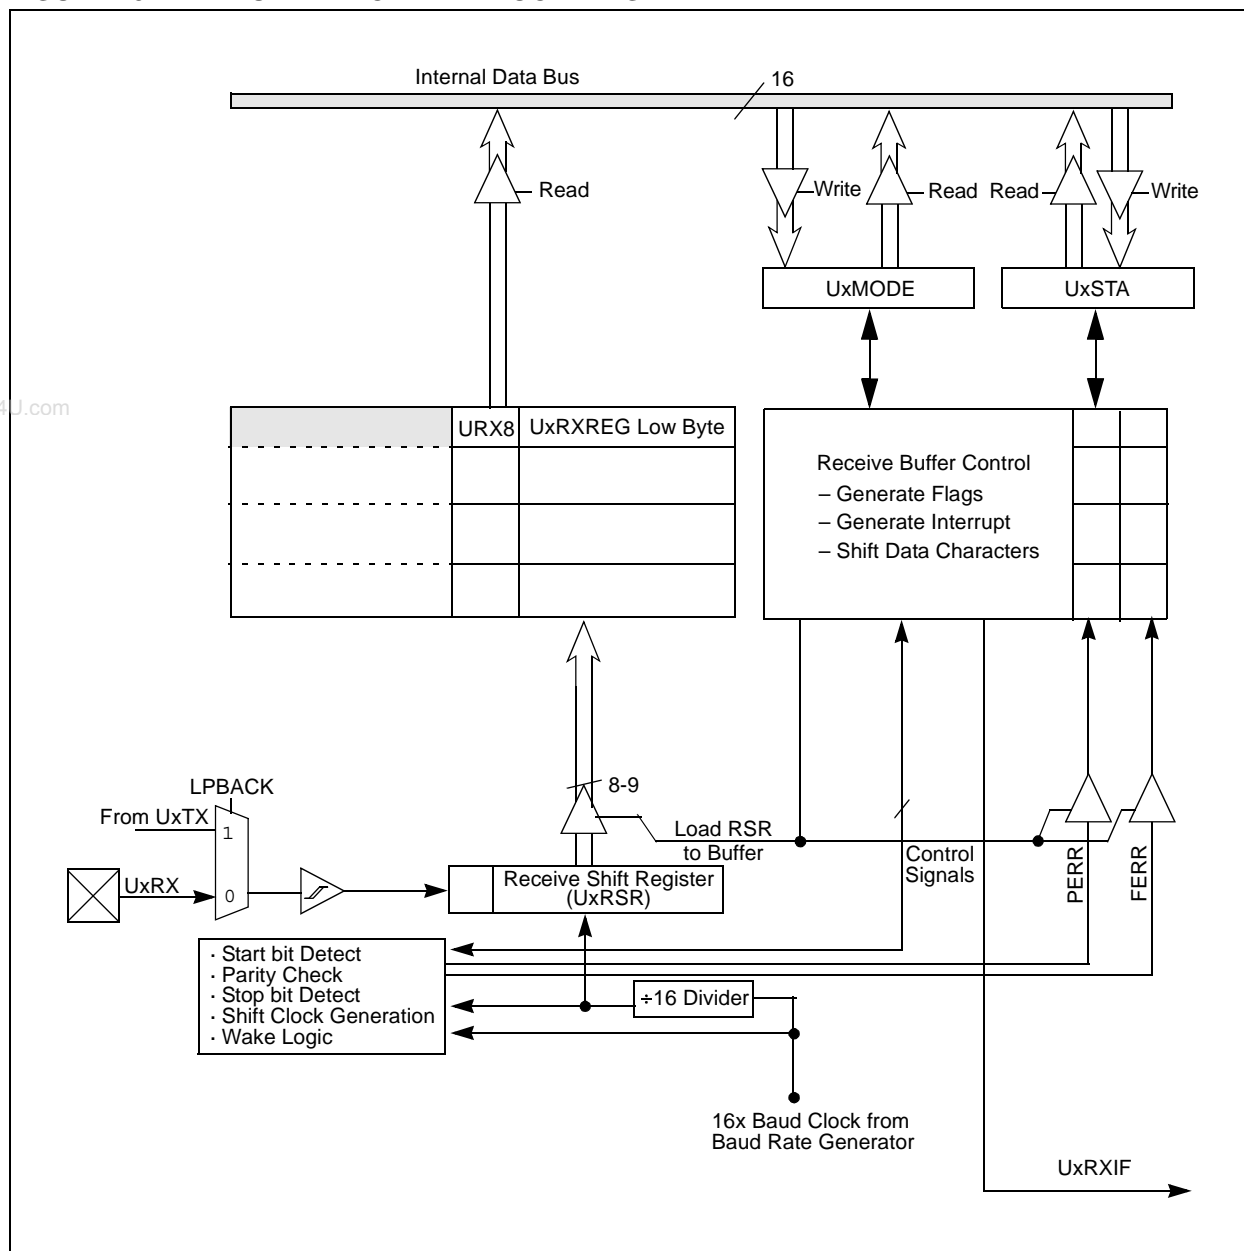 Internal Data Bus
16
Read
Write
Read
Read
Write
UxMODE
UxSTA
4U.com
URX8
UxRXREG Low Byte
Receive Buffer Control
– Generate Flags
– Generate Interrupt
– Shift Data Characters
LPBACK
8-9
From UxTX
1
Load RSR
to Buffer
Control
Signals
PERR
FERR
UxRX
0
Receive Shift Register
(UxRSR)
· Start bit Detect
· Parity Check
· Stop bit Detect
· Shift Clock Generation
· Wake Logic
÷16 Divider
16x Baud Clock from
Baud Rate Generator
UxRXIF